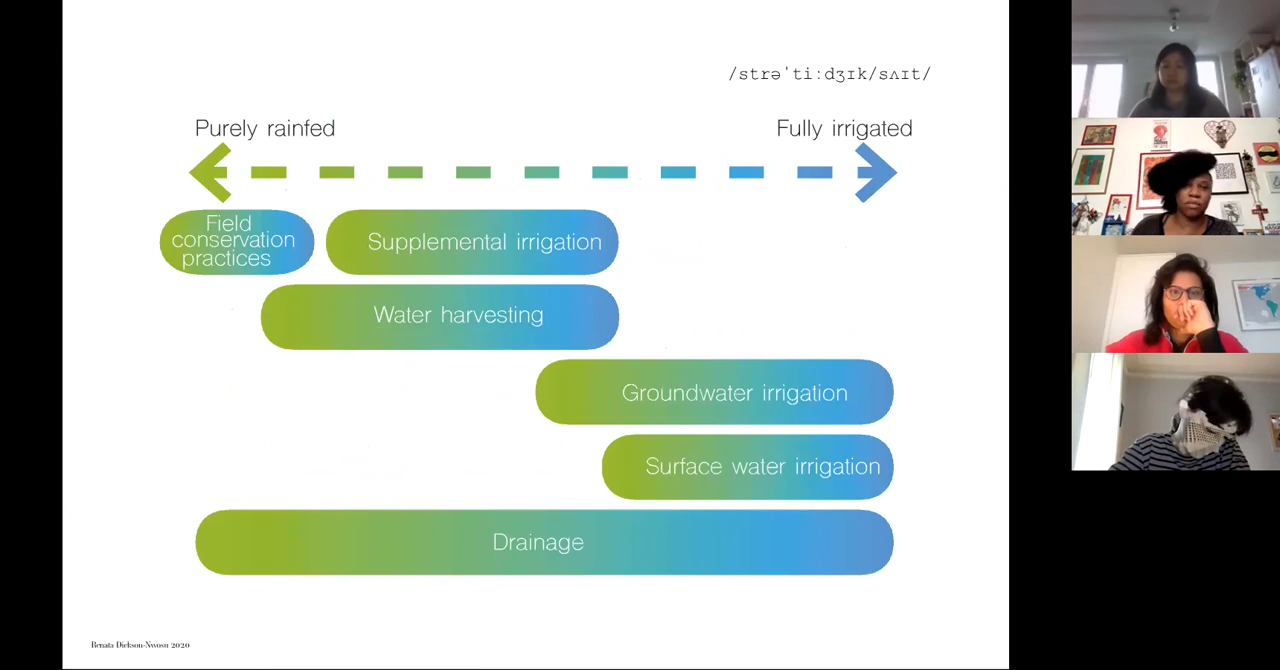 /strəˈtiːdʒɪk/sʌɪt/
Purely rainfed
Fully irrigated
Field
conservation
practices
Supplemental irrigation
Water harvesting
Groundwater irrigation
Surface water irrigation
Drainage
Renata Dickson-Nwosu 2020